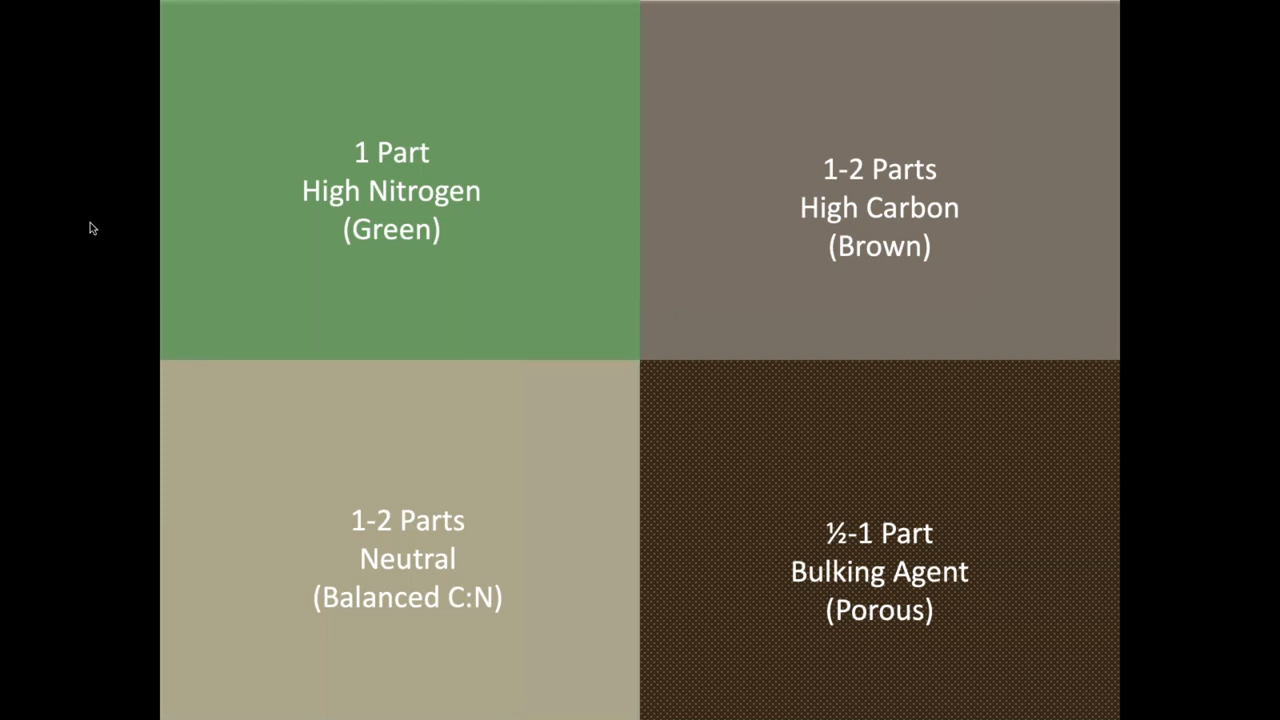 1 Part
High Nitrogen
(Green)
1-2 Parts
High Carbon
(Brown)
1-2 Parts
Neutral
(Balanced C:N)
½-1 Part
Bulking Agent
(Porous)